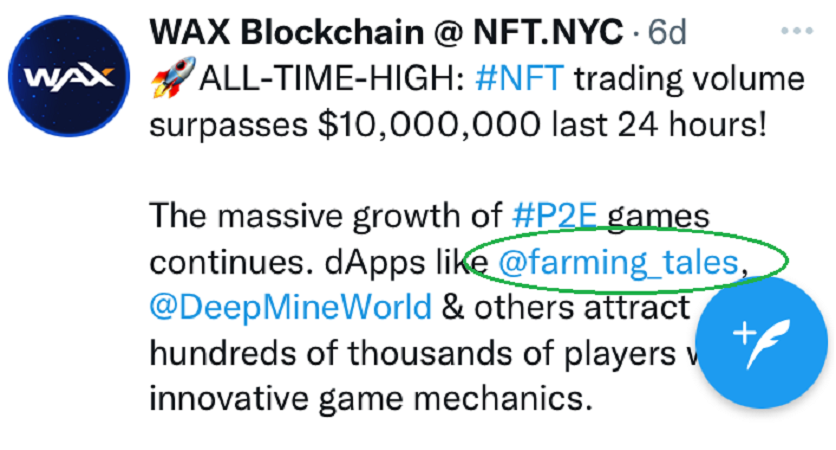 WAX
WAX Blockchain @ NFT.NYC · 6d
🚀ALL-TIME-HIGH: #NFT trading volume
surpasses $10,000,000 last 24 hours!
The massive growth of #P2E games
continues. dApps like @farming_tales,
@DeepMineWorld & others attract
hundreds of thousands of players
innovative game mechanics.